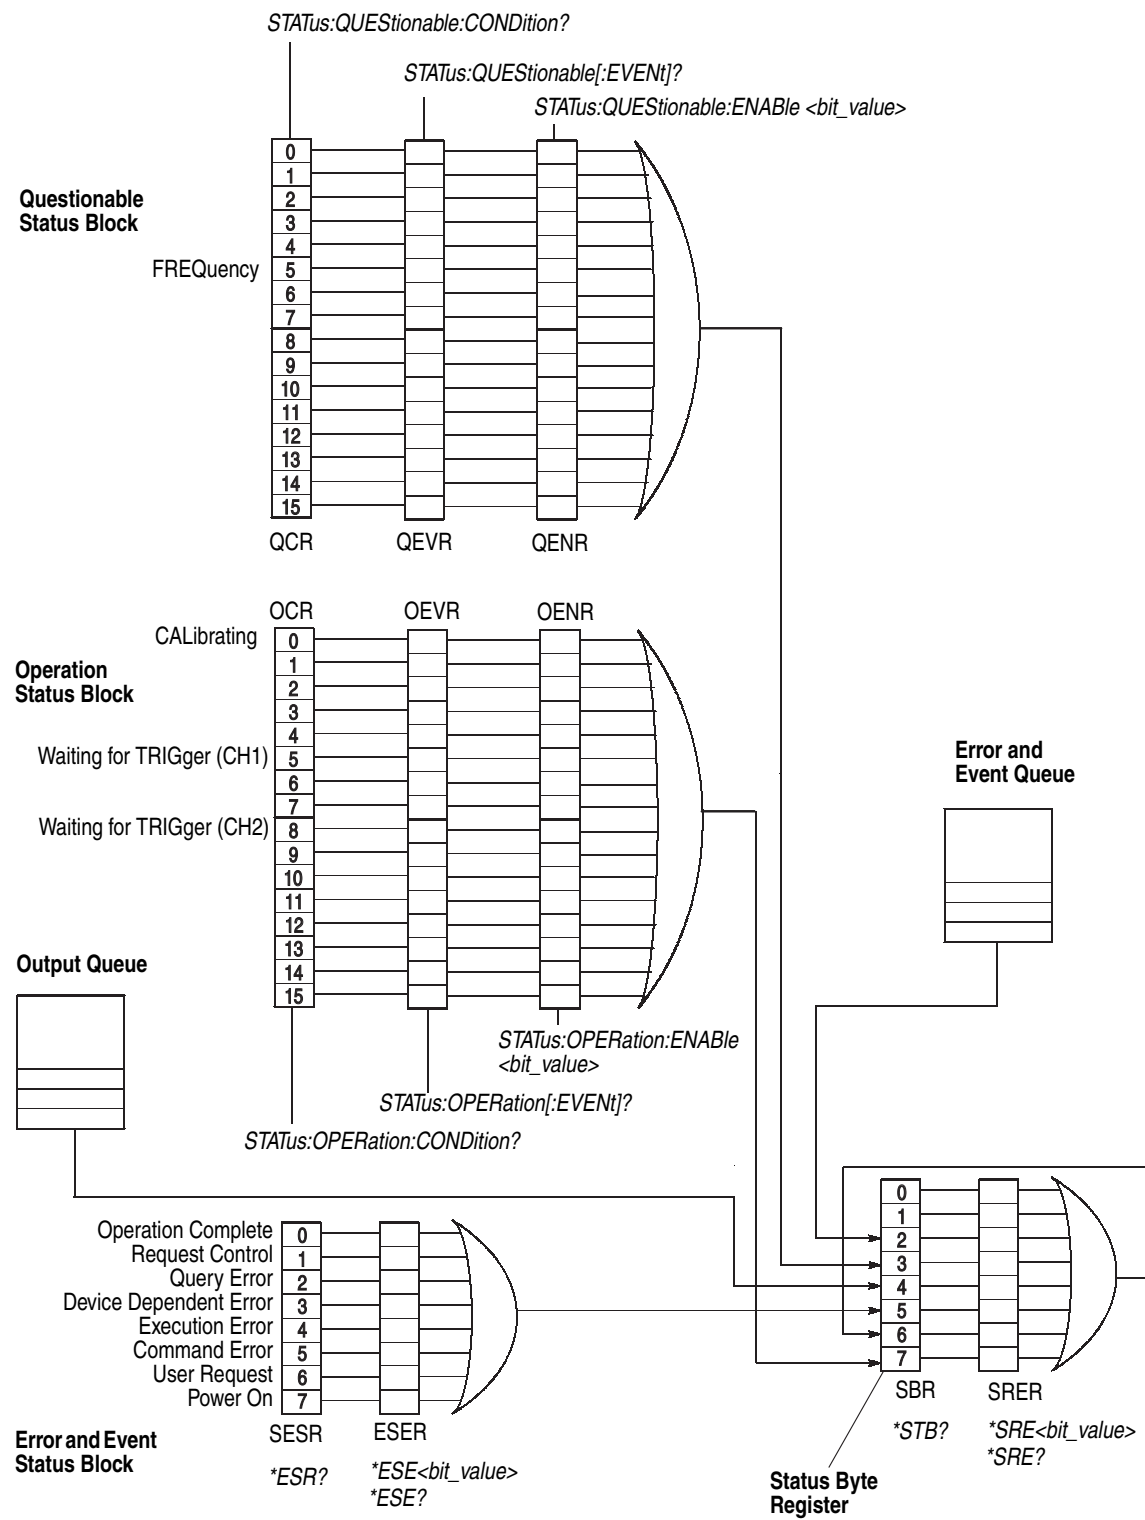 STATus:QUEStionable:CONDition?
STATus:QUEStionable[:EVENt]?
STATus:QUEStionable:ENABle <bit_value>
Questionable
Status Block
FREQuency
0
1
2
3
4
5
6
7
8
9
10
11
12
13
14
15
QCR
QEVR
QENR
OCR
OEVR
OENR
CALibrating
Operation
Status Block
Waiting for TRIGger (CH1)
Waiting for TRIGger (CH2)
0
1
2
3
4
5
6
7
8
9
10
11
12
13
14
15
STATus:OPERation:ENABle
<bit_value>
STATus:OPERation[:EVENt]?
STATus:OPERation:CONDition?
Error and
Event Queue
Output Queue
Operation Complete
Request Control
Query Error
Device Dependent Error
Execution Error
Command Error
User Request
Power On
0
1
2
3
4
5
6
7
SESR
ESER
Error and Event
Status Block
*ESR?
*ESE<bit_value>
*ESE?
0
1
2
3
4
5
6
7
SBR
SRER
*STB?
*SRE<bit_value>
*SRE?
Status Byte
Register